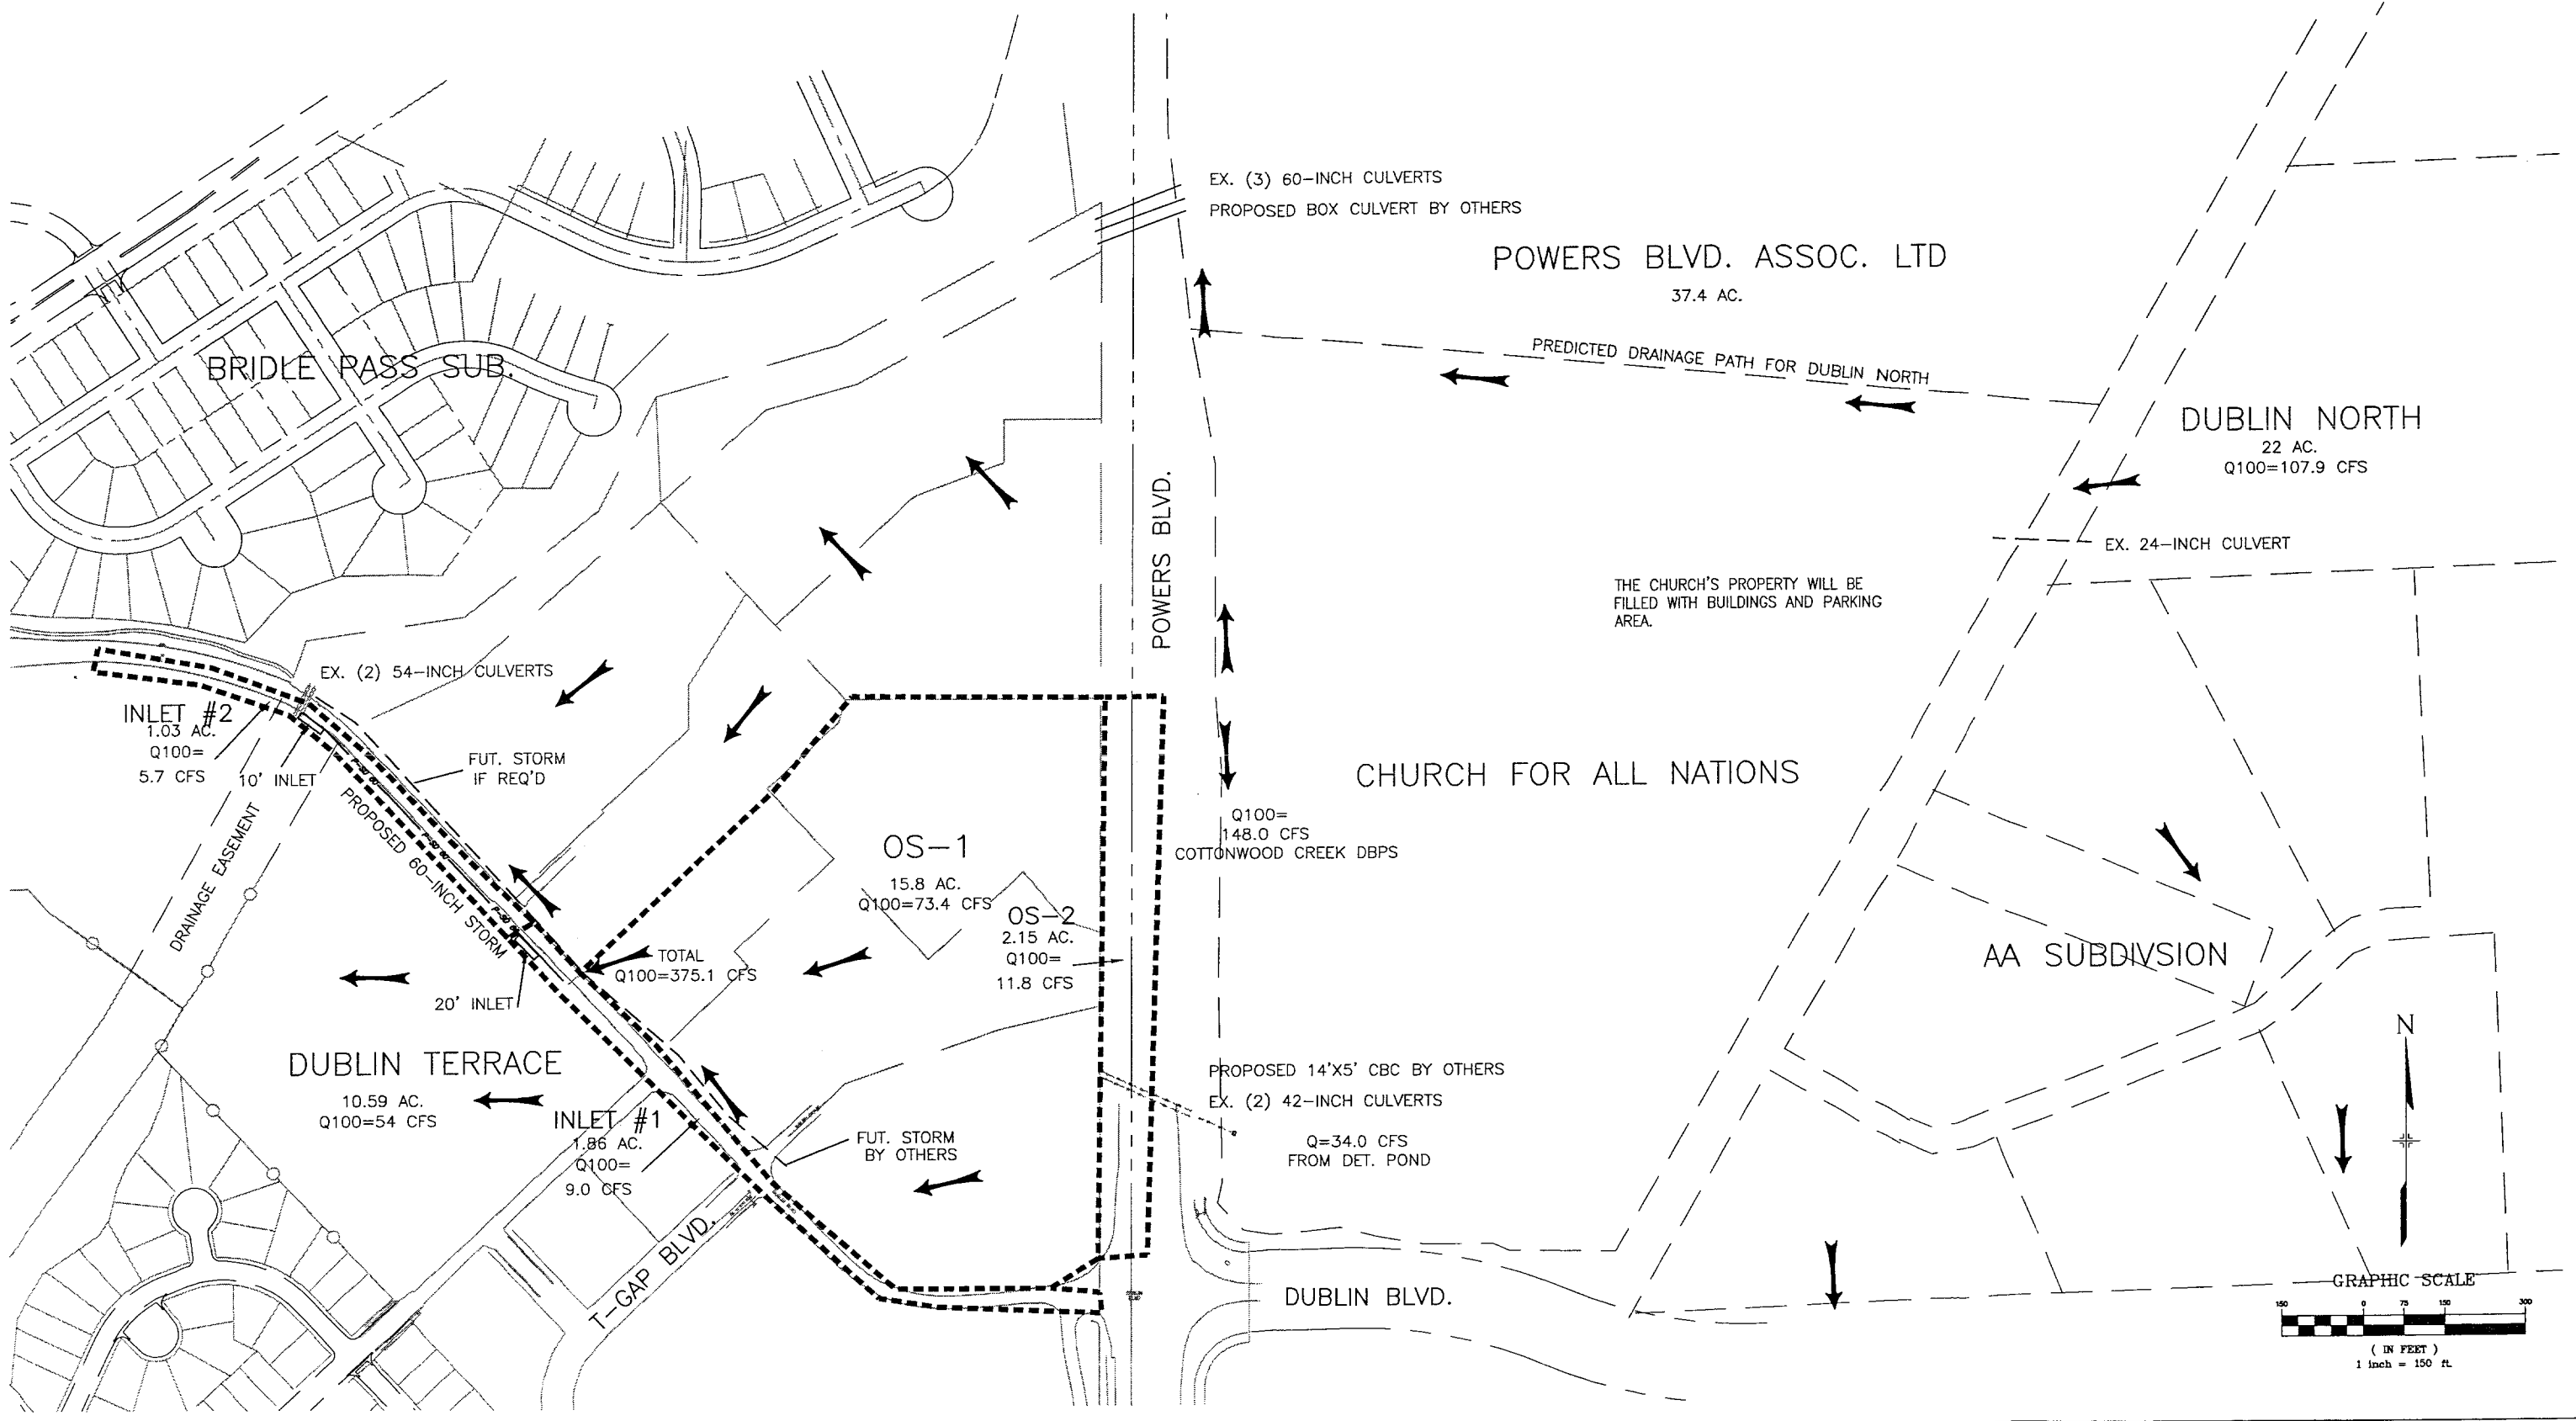 EX. (3) 60-INCH CULVERTS
PROPOSED BOX CULVERT BY OTHERS
POWERS BLVD. ASSOC. LTD
37.4 AC.
PREDICTED DRAINAGE PATH FOR DUBLIN NORTH
BRIDLE PASS SUB.
DUBLIN NORTH
22 AC.
Q100=107.9 CFS
EX. 24-INCH CULVERT
POWERS BLVD.
THE CHURCH'S PROPERTY WILL BE
FILLED WITH BUILDINGS AND PARKING
AREA.
EX. (2) 54-INCH CULVERTS
INLET #2
1.03 AC.
Q100=
5.7 CFS
10' INLET
FUT. STORM
IF REQ'D
PROPOSED 60-INCH STORM
DRAINAGE EASEMENT
CHURCH FOR ALL NATIONS
Q100=
148.0 CFS
COTTONWOOD CREEK DBPS
OS-1
15.8 AC.
Q100=73.4 CFS
OS-2
2.15 AC.
Q100=
11.8 CFS
TOTAL
Q100=375.1 CFS
20' INLET
AA SUBDIVSION
DUBLIN TERRACE
10.59 AC.
Q100=54 CFS
INLET #1
1.86 AC.
Q100=
9.0 CFS
FUT. STORM
BY OTHERS
PROPOSED 14'X5' CBC BY OTHERS
EX. (2) 42-INCH CULVERTS
Q=34.0 CFS
FROM DET. POND
N
T-GAP BLVD.
DUBLIN BLVD.
GRAPHIC SCALE
150 0 75 150 300
( IN FEET )
1 inch = 150 ft.